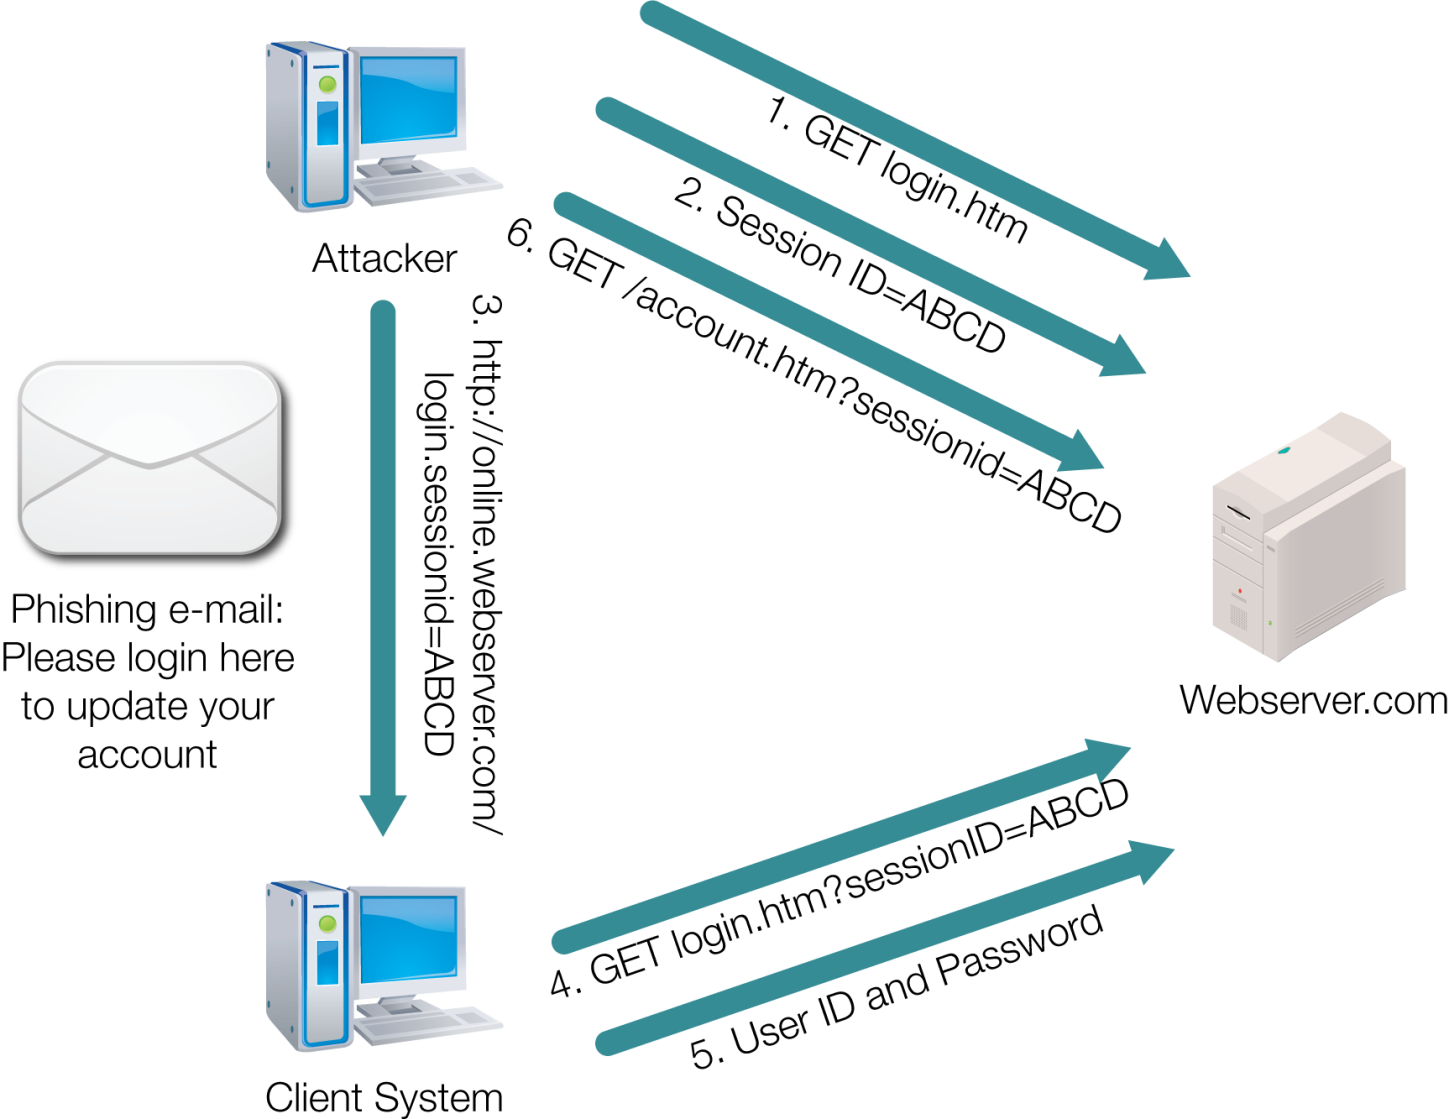 1. GET login.htm
2. Session ID=ABCD
6. GET /account.htm?sessionid=ABCD
Attacker
3. http://online.webserver.com/
login.sessionid=ABCD
Phishing e-mail:
Please login here
to update your
account
Webserver.com
4. GET login.htm?sessionID=ABCD
5. User ID and Password
Client System